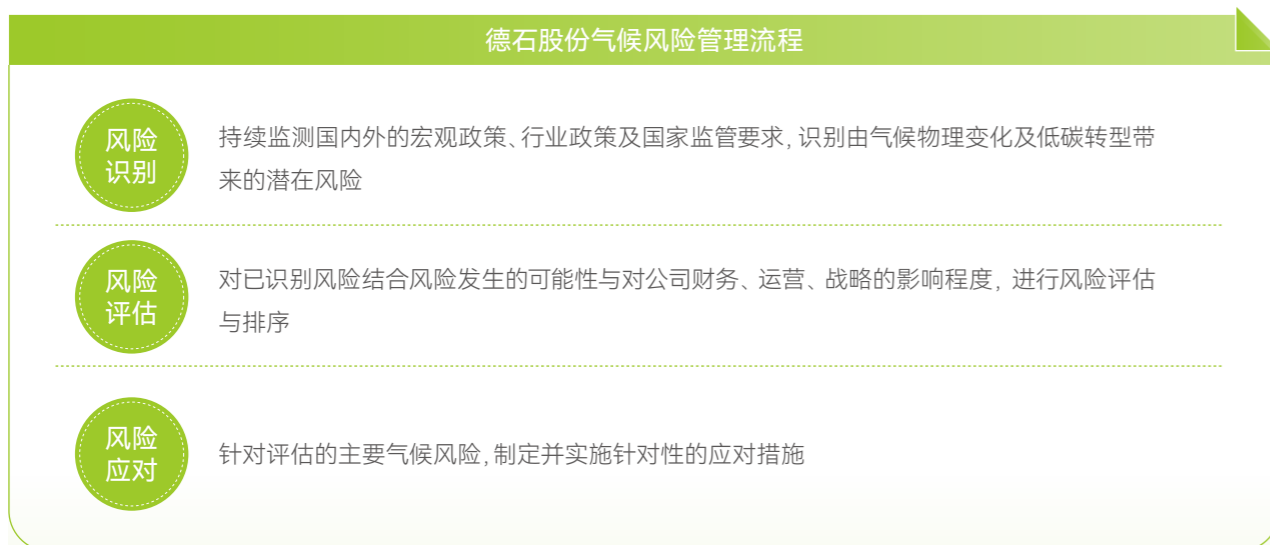 德石股份气候风险管理流程
风险
识别
持续监测国内外的宏观政策、行业政策及国家监管要求,识别由气候物理变化及低碳转型带
来的潜在风险
风险
评估
对已识别风险结合风险发生的可能性与对公司财务、运营、战略的影响程度,进行风险评估
与排序
风险
应对
针对评估的主要气候风险,制定并实施针对性的应对措施